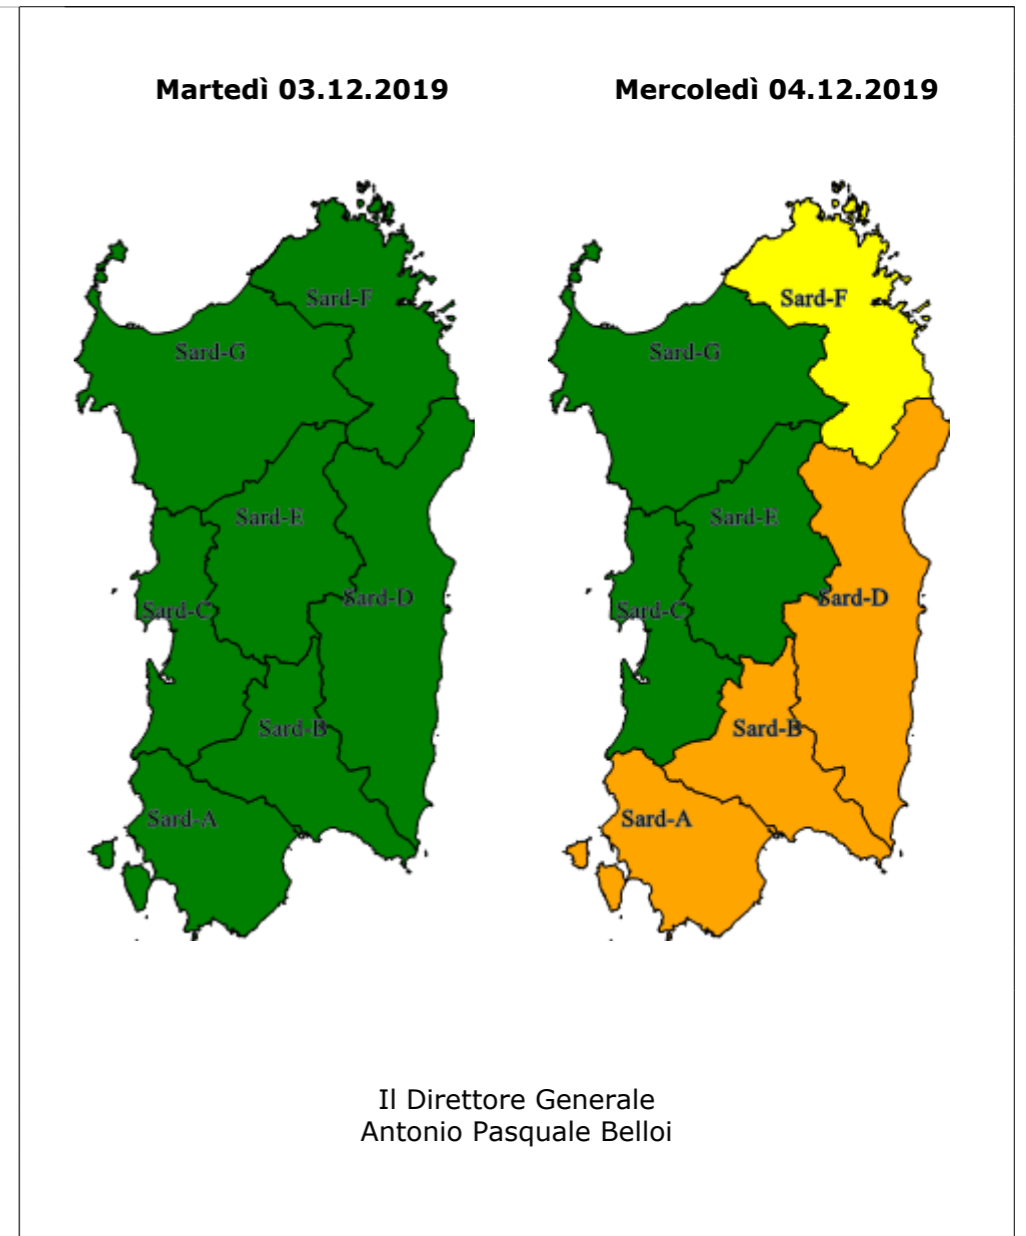 Martedì 03.12.2019
Mercoledì 04.12.2019
Sard-F
Sard-G
Sard-E
Sard-D
Sard-C
Sard-B
Sard-A
Sard-F
Sard-G
Sard-E
Sard-D
Sard-C
Sard-B
Sard-A
Il Direttore Generale
Antonio Pasquale Belloi